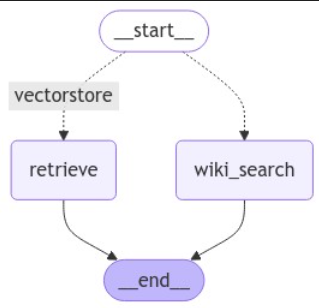 __start__
vectorstore
retrieve
wiki_search
__end__